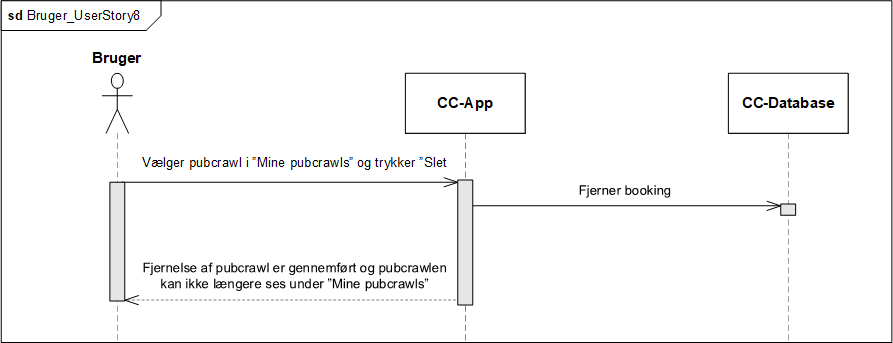 sd Bruger_UserStory8
Bruger
CC-App
CC-Database
Vælger pubcrawl i ”Mine pubcrawls” og trykker ”Slet
Fjerner booking
Fjernelse af pubcrawl er gennemført og pubcrawlen
kan ikke længere ses under ”Mine pubcrawls”